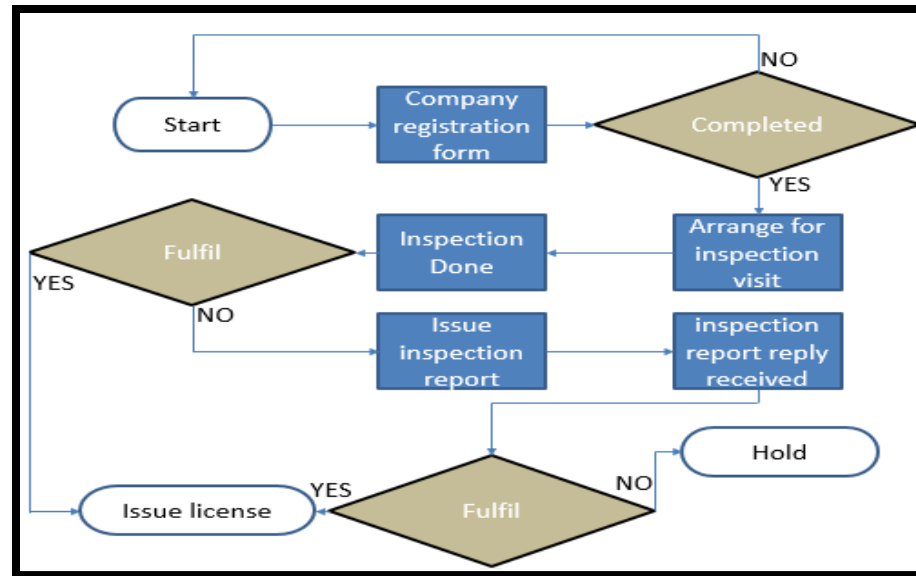 NO
Start
Company
registration
form
Completed
YES
Arrange for
inspection
visit
Inspection
Done
Fulfil
YES
NO
Issue
inspection
report
inspection
report reply
received
Hold
NO
Fulfil
YES
Issue license